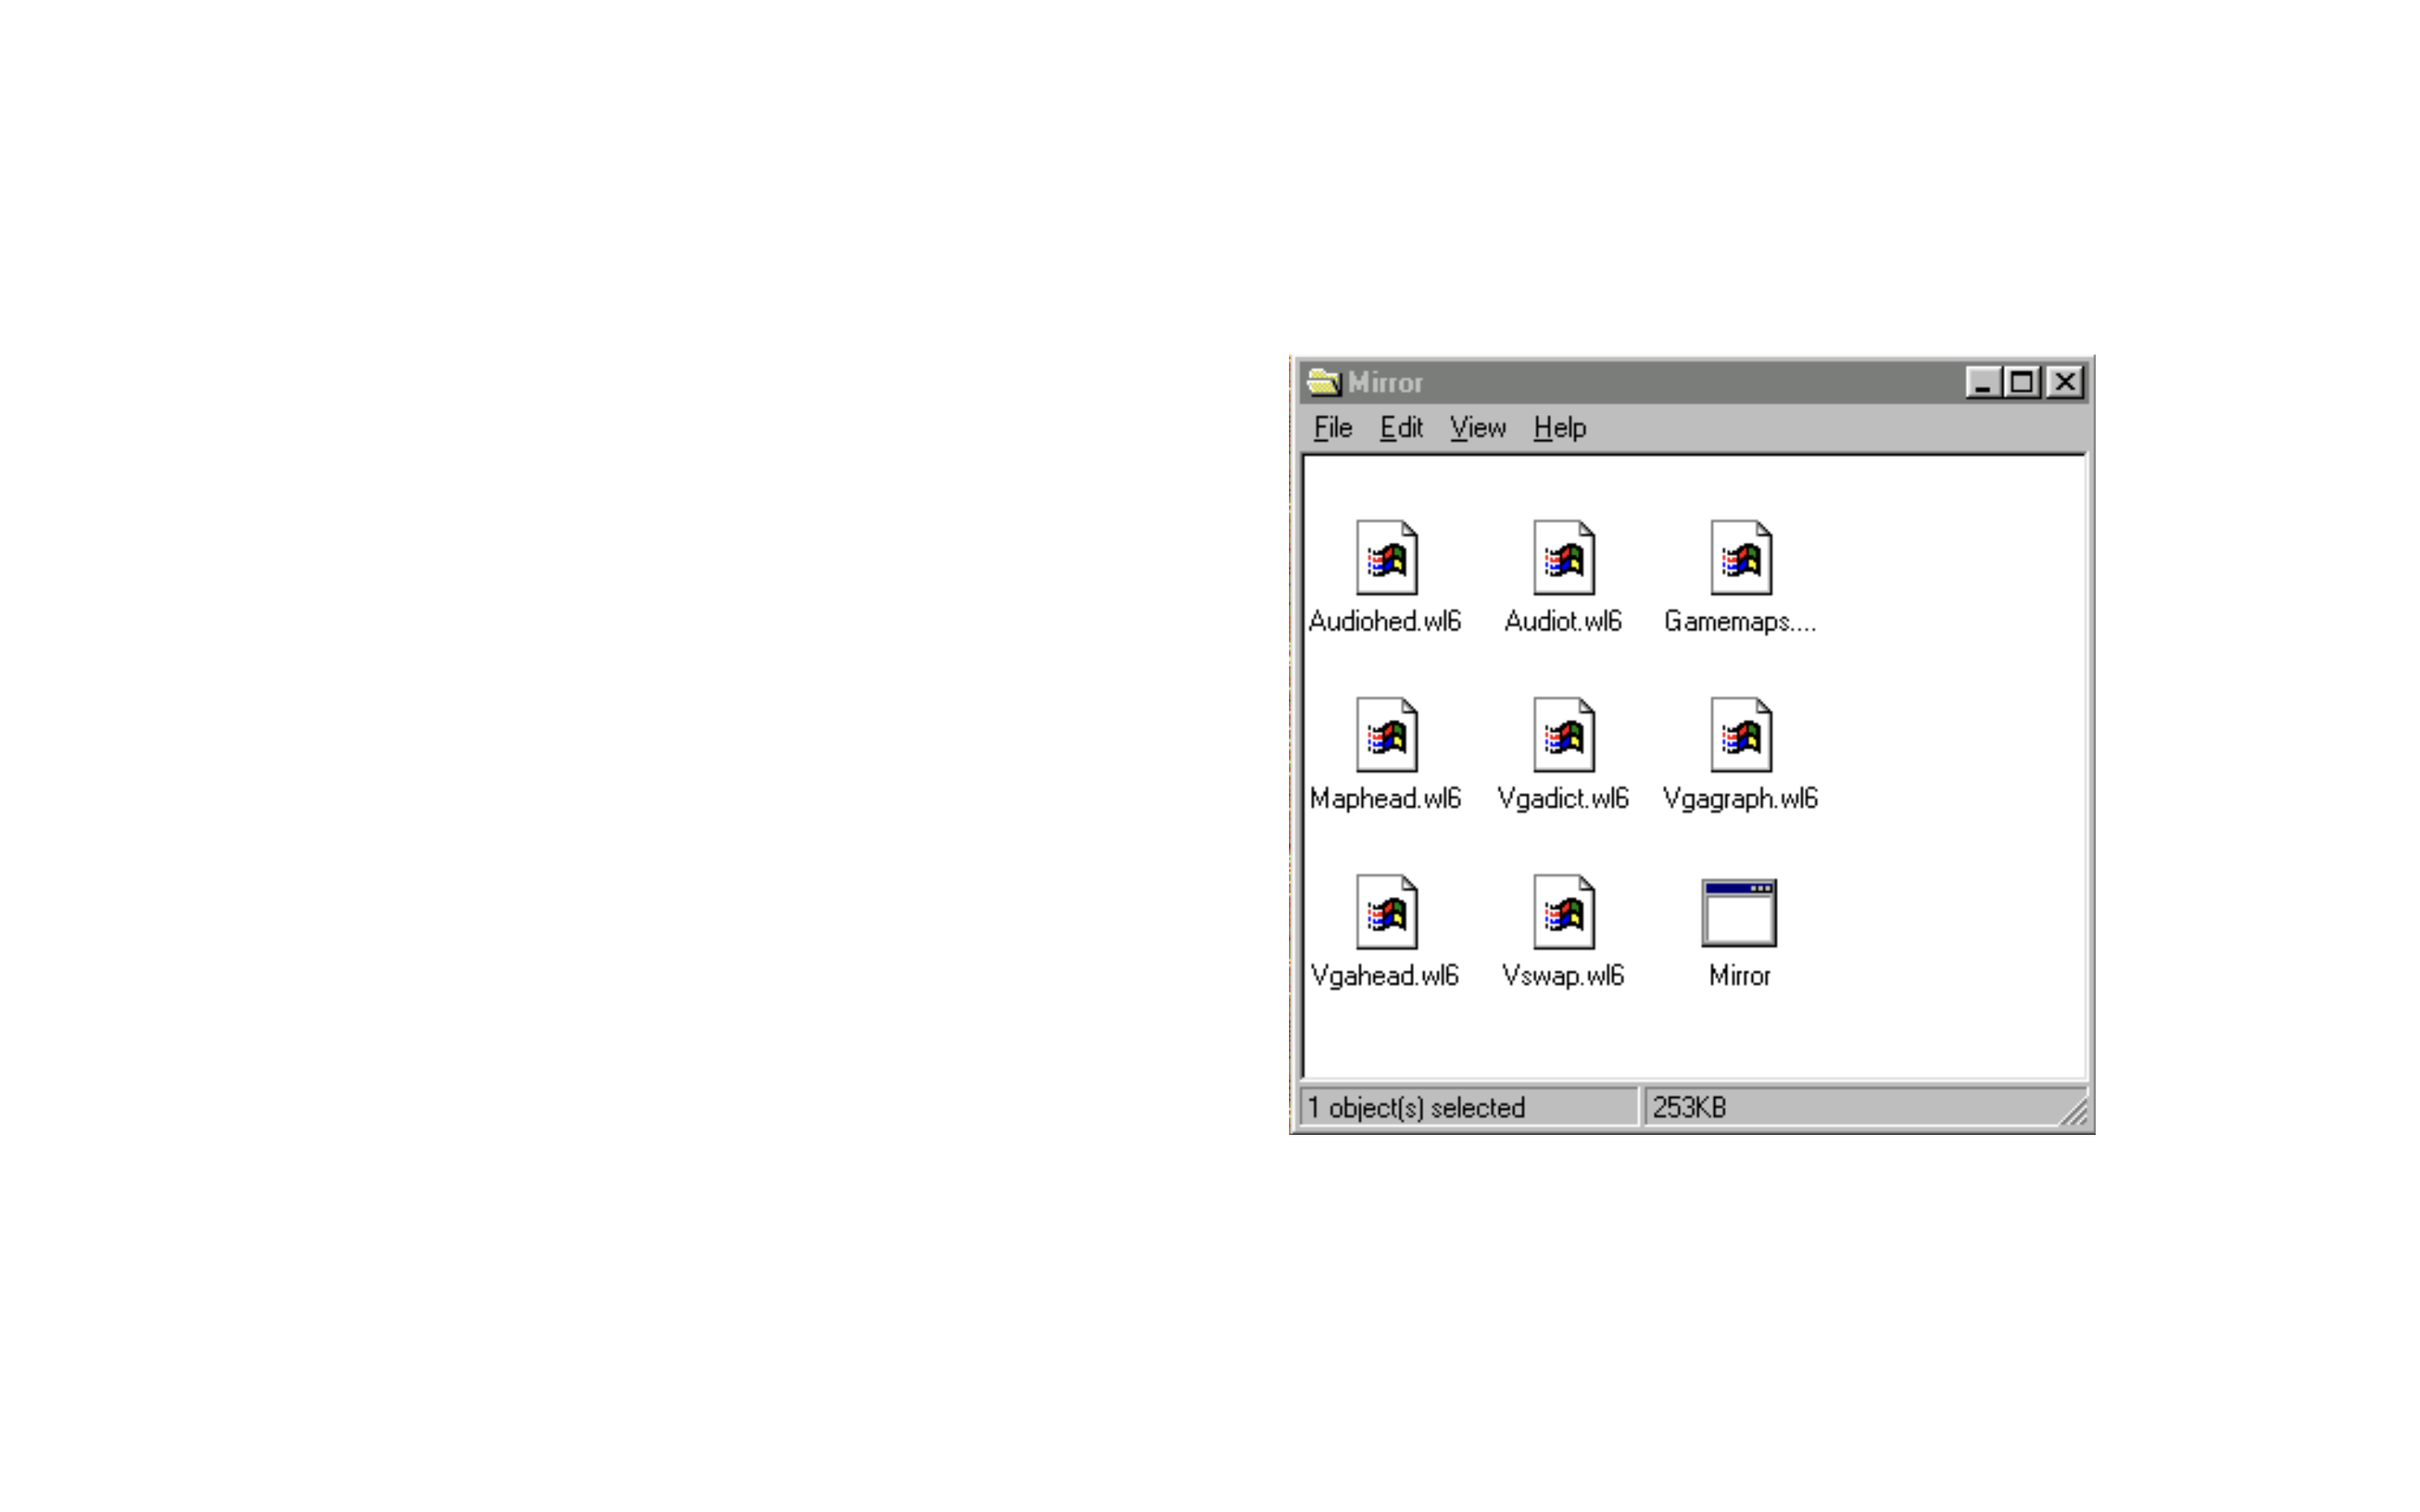 Mirror
File Edit View Help
Audiohed.wl6 Audiot.wl6 Gamemaps....
Maphead.wl6 Vgadict.wl6 Vgagraph.wl6
Vgahead.wl6 Vswap.wl6 Mirror
1 object(s) selected 253KB